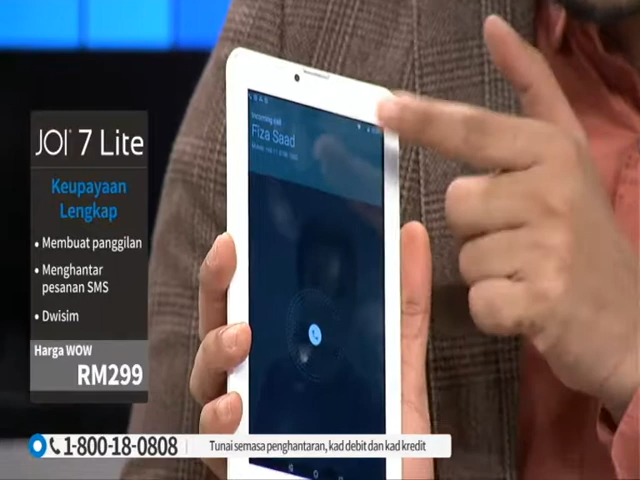 JOI 7 Lite
Keupayaan
Lengkap
• Membuat panggilan
• Menghantar
pesanan SMS
• Dwisim
Harga WOW
RM299
Incoming call
Fiza Saad
1-800-18-0808
Tunai semasa penghantaran, kad debit dan kad kredit